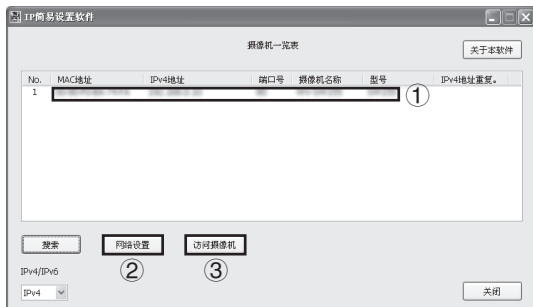 IP简易设置软件
摄像机一览表
关于本软件
No. MAC地址 IPv4地址 端口号 摄像机名称 型号 IPv4地址重复。
1
①
搜索 网络设置 访问摄像机
② ③
IPv4/IPv6
IPv4 关闭